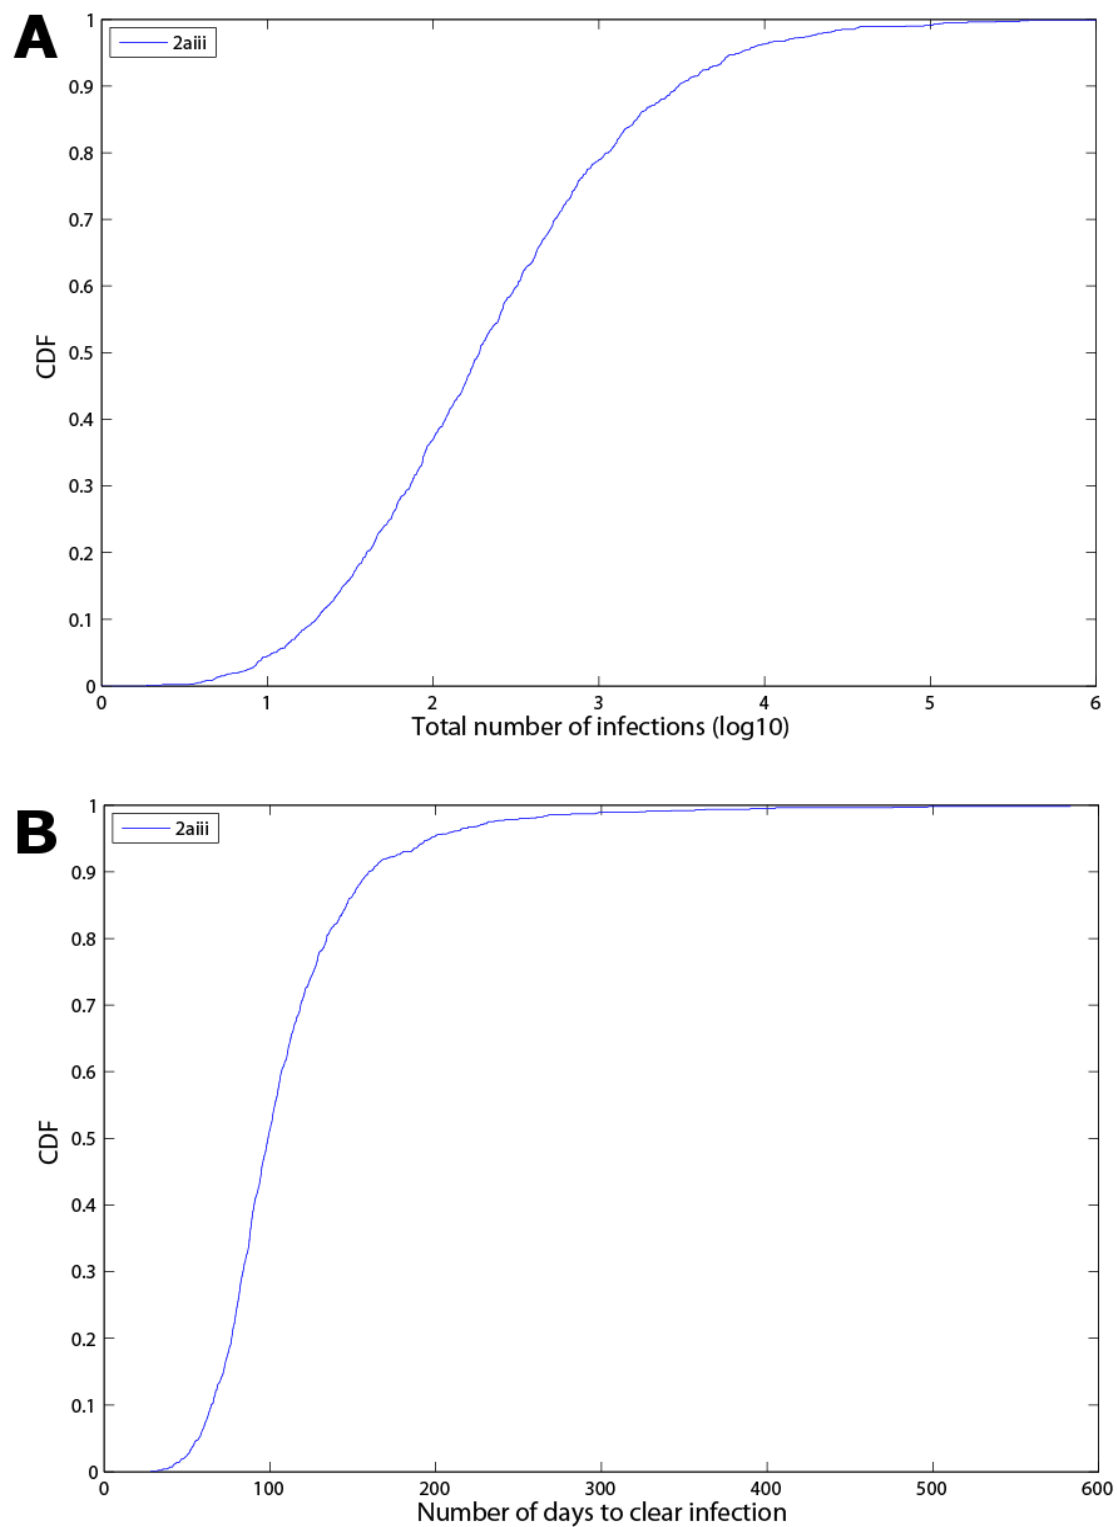 A
2aiii
1
0.9
0.8
0.7
0.6
0.5
0.4
0.3
0.2
0.1
0
CDF
0 1 2 3 4 5 6
Total number of infections (log10)
B
2aiii
1
0.9
0.8
0.7
0.6
0.5
0.4
0.3
0.2
0.1
0
CDF
0 100 200 300 400 500 600
Number of days to clear infection